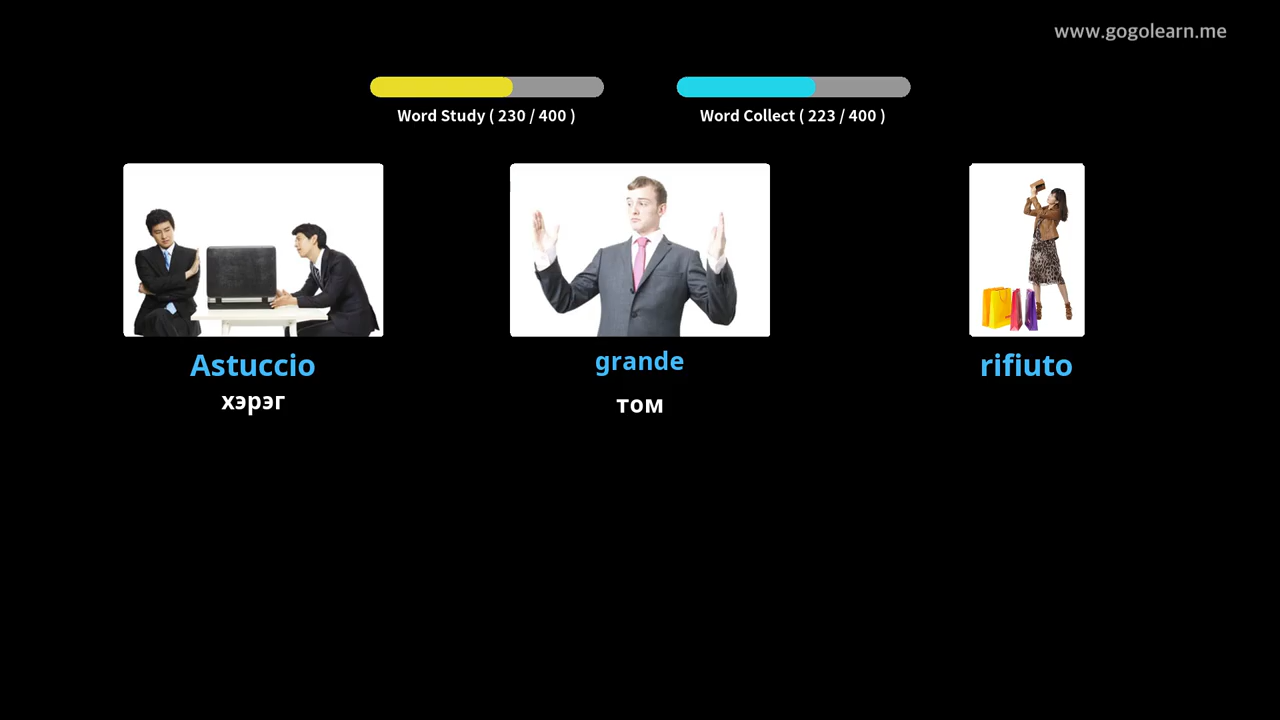 www.gogolearn.me
Word Study ( 230 / 400 )
Word Collect ( 223 / 400 )
Astuccio
хэрэг
grande
том
rifiuto